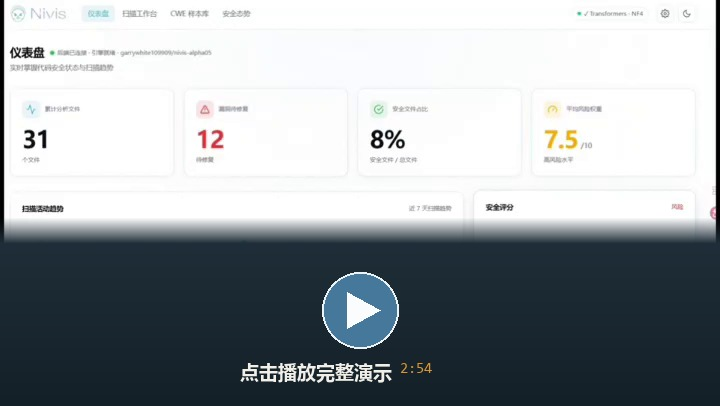 Nivis 仪表盘 扫描工作台 CWE 样本库 安全态势 ✓ Transformers · NF4
仪表盘 后端已连接 · 引擎就绪 · garrywhite109909/nivis-alpha05
实时掌握代码安全状态与扫描趋势
累计分析文件 漏洞待修量 安全文件占比 平均风险权重
31 12 8% 7.5 /10
个文件 待修量 安全文件 / 总文件 高风险水平
扫描活动趋势 近 7 天扫描趋势 安全评分 风险
点击播放完整演示 2:54